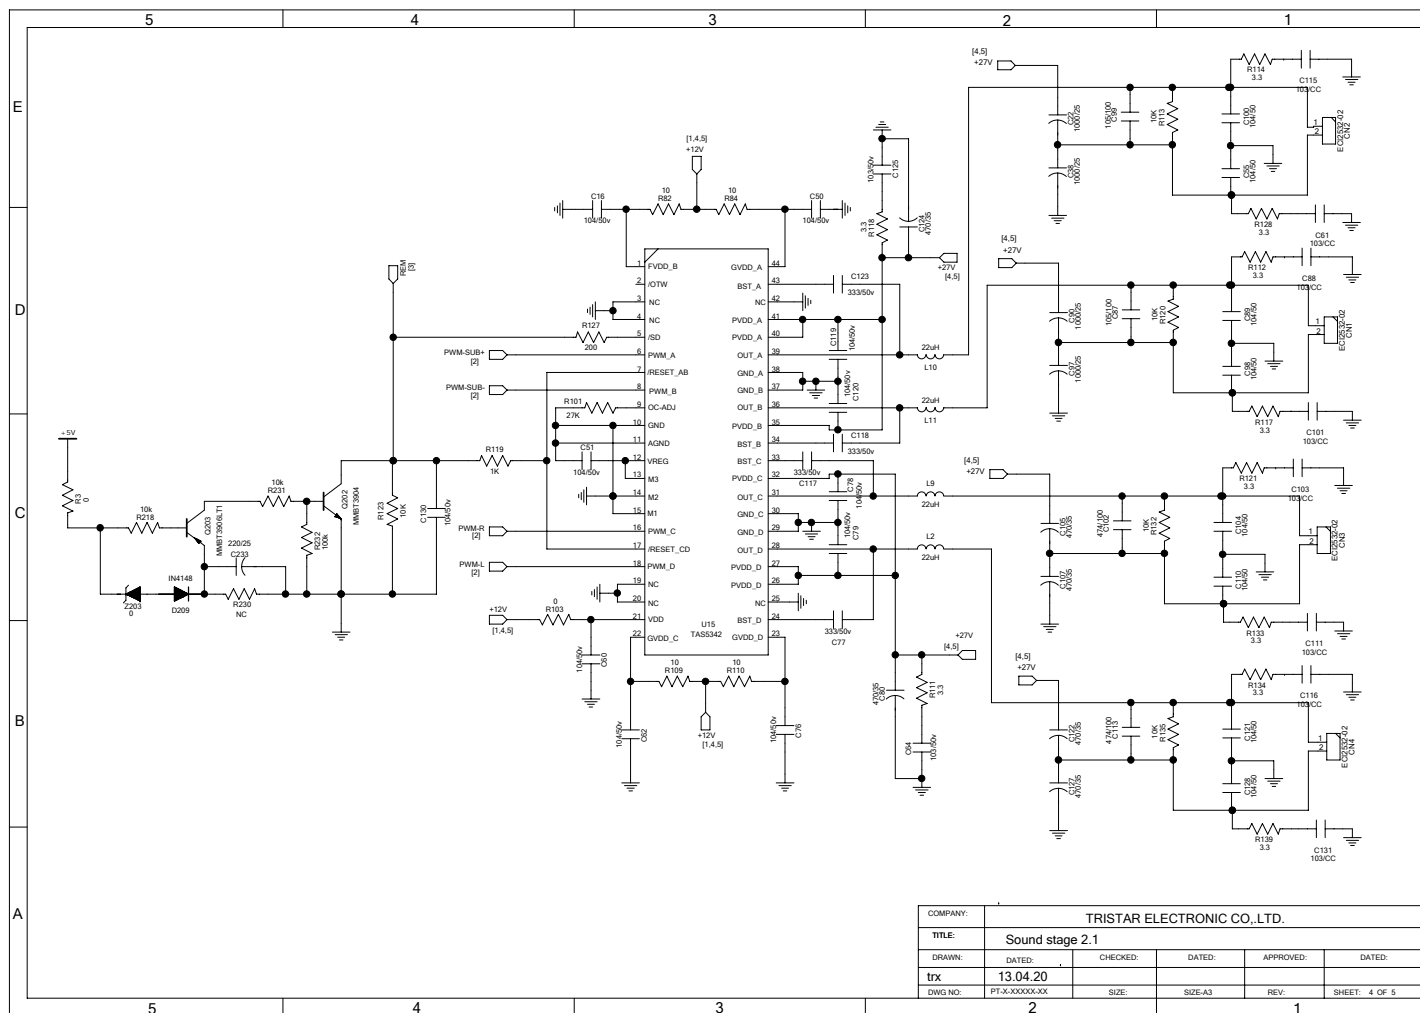 5 4 3 2 1
E
D
C
B
A
[4,5]
+27V
R114
3.3
C115
103/CC
C22
1000/25
C38
1000/25
105/100
C99
10K
R113
C100
104/50
C55
104/50
1
2
ECI2532-02
CN2
R128
3.3
C61
103/CC
[4,5]
+27V
R112
3.3
C88
103/CC
C90
1000/25
C97
1000/25
105/100
C87
10K
R120
C89
104/50
C98
104/50
1
2
ECI2532-02
CN1
R117
3.3
C101
103/CC
[4,5]
+27V
R121
3.3
C103
103/CC
C105
470/35
C107
470/35
474/100
C102
10K
R132
C104
104/50
C110
104/50
1
2
ECI2532-02
CN3
R133
3.3
C111
103/CC
[4,5]
+27V
R134
3.3
C116
103/CC
C122
470/35
C127
470/35
474/100
C113
10K
R135
C121
104/50
C128
104/50
1
2
ECI2532-02
CN4
R139
3.3
C131
103/CC
[1,4,5]
+12V
C16
104/50v
10
R82
10
R84
C50
104/50v
103/50v
C125
3.3
R118
C124
470/35
+27V
[4,5]
REM
[3]
R127
200
PWM-SUB+
[2]
PWM-SUB-
[2]
R101
27K
C51
104/50v
R119
1K
PWM-R
[2]
PWM-L
[2]
+12V
[1,4,5]
0
R103
104/50v
C60
1 FVDD_B
2 /OTW
3 NC
4 NC
5 /SD
6 PWM_A
7 /RESET_AB
8 PWM_B
9 OC-ADJ
10 GND
11 AGND
12 VREG
13 M3
14 M2
15 M1
16 PWM_C
17 /RESET_CD
18 PWM_D
19 NC
20 NC
21 VDD
22 GVDD_C
GVDD_A 44
BST_A 43
NC 42
PVDD_A 41
PVDD_A 40
OUT_A 39
GND_A 38
GND_B 37
OUT_B 36
PVDD_B 35
BST_B 34
BST_C 33
PVDD_C 32
OUT_C 31
GND_C 30
GND_D 29
OUT_D 28
PVDD_D 27
PVDD_D 26
NC 25
BST_D 24
GVDD_D 23
U15
TAS5342
C123
333/50v
C119
104/50v
104/50v
C120
C118
333/50v
333/50v
C117
C78
104/50v
104/50v
C79
333/50v
C77
22uH
L10
22uH
L11
L9
22uH
L2
22uH
+27V
[4,5]
470/35
C80
R111
3.3
C64
103/50v
10
R109
10
R110
+12V
[1,4,5]
104/50v
C62
104/50v
C76
+5V
R3
0
10k
R218
Q203
MMBT3906LT1
10k
R231
Q202
MMBT3904
R232
100k
R123
10K
C130
104/50v
220/25
C233
Z203
0
IN4148
D209
R230
NC
COMPANY: TRISTAR ELECTRONIC CO,.LTD.
TITLE: Sound stage 2.1
DRAWN: DATED: CHECKED: DATED: APPROVED: DATED:
trx 13.04.20
DWG NO: PT-X-XXXXX-XX SIZE: SIZE-A3 REV: SHEET: 4 OF 5
5 4 3 2 1